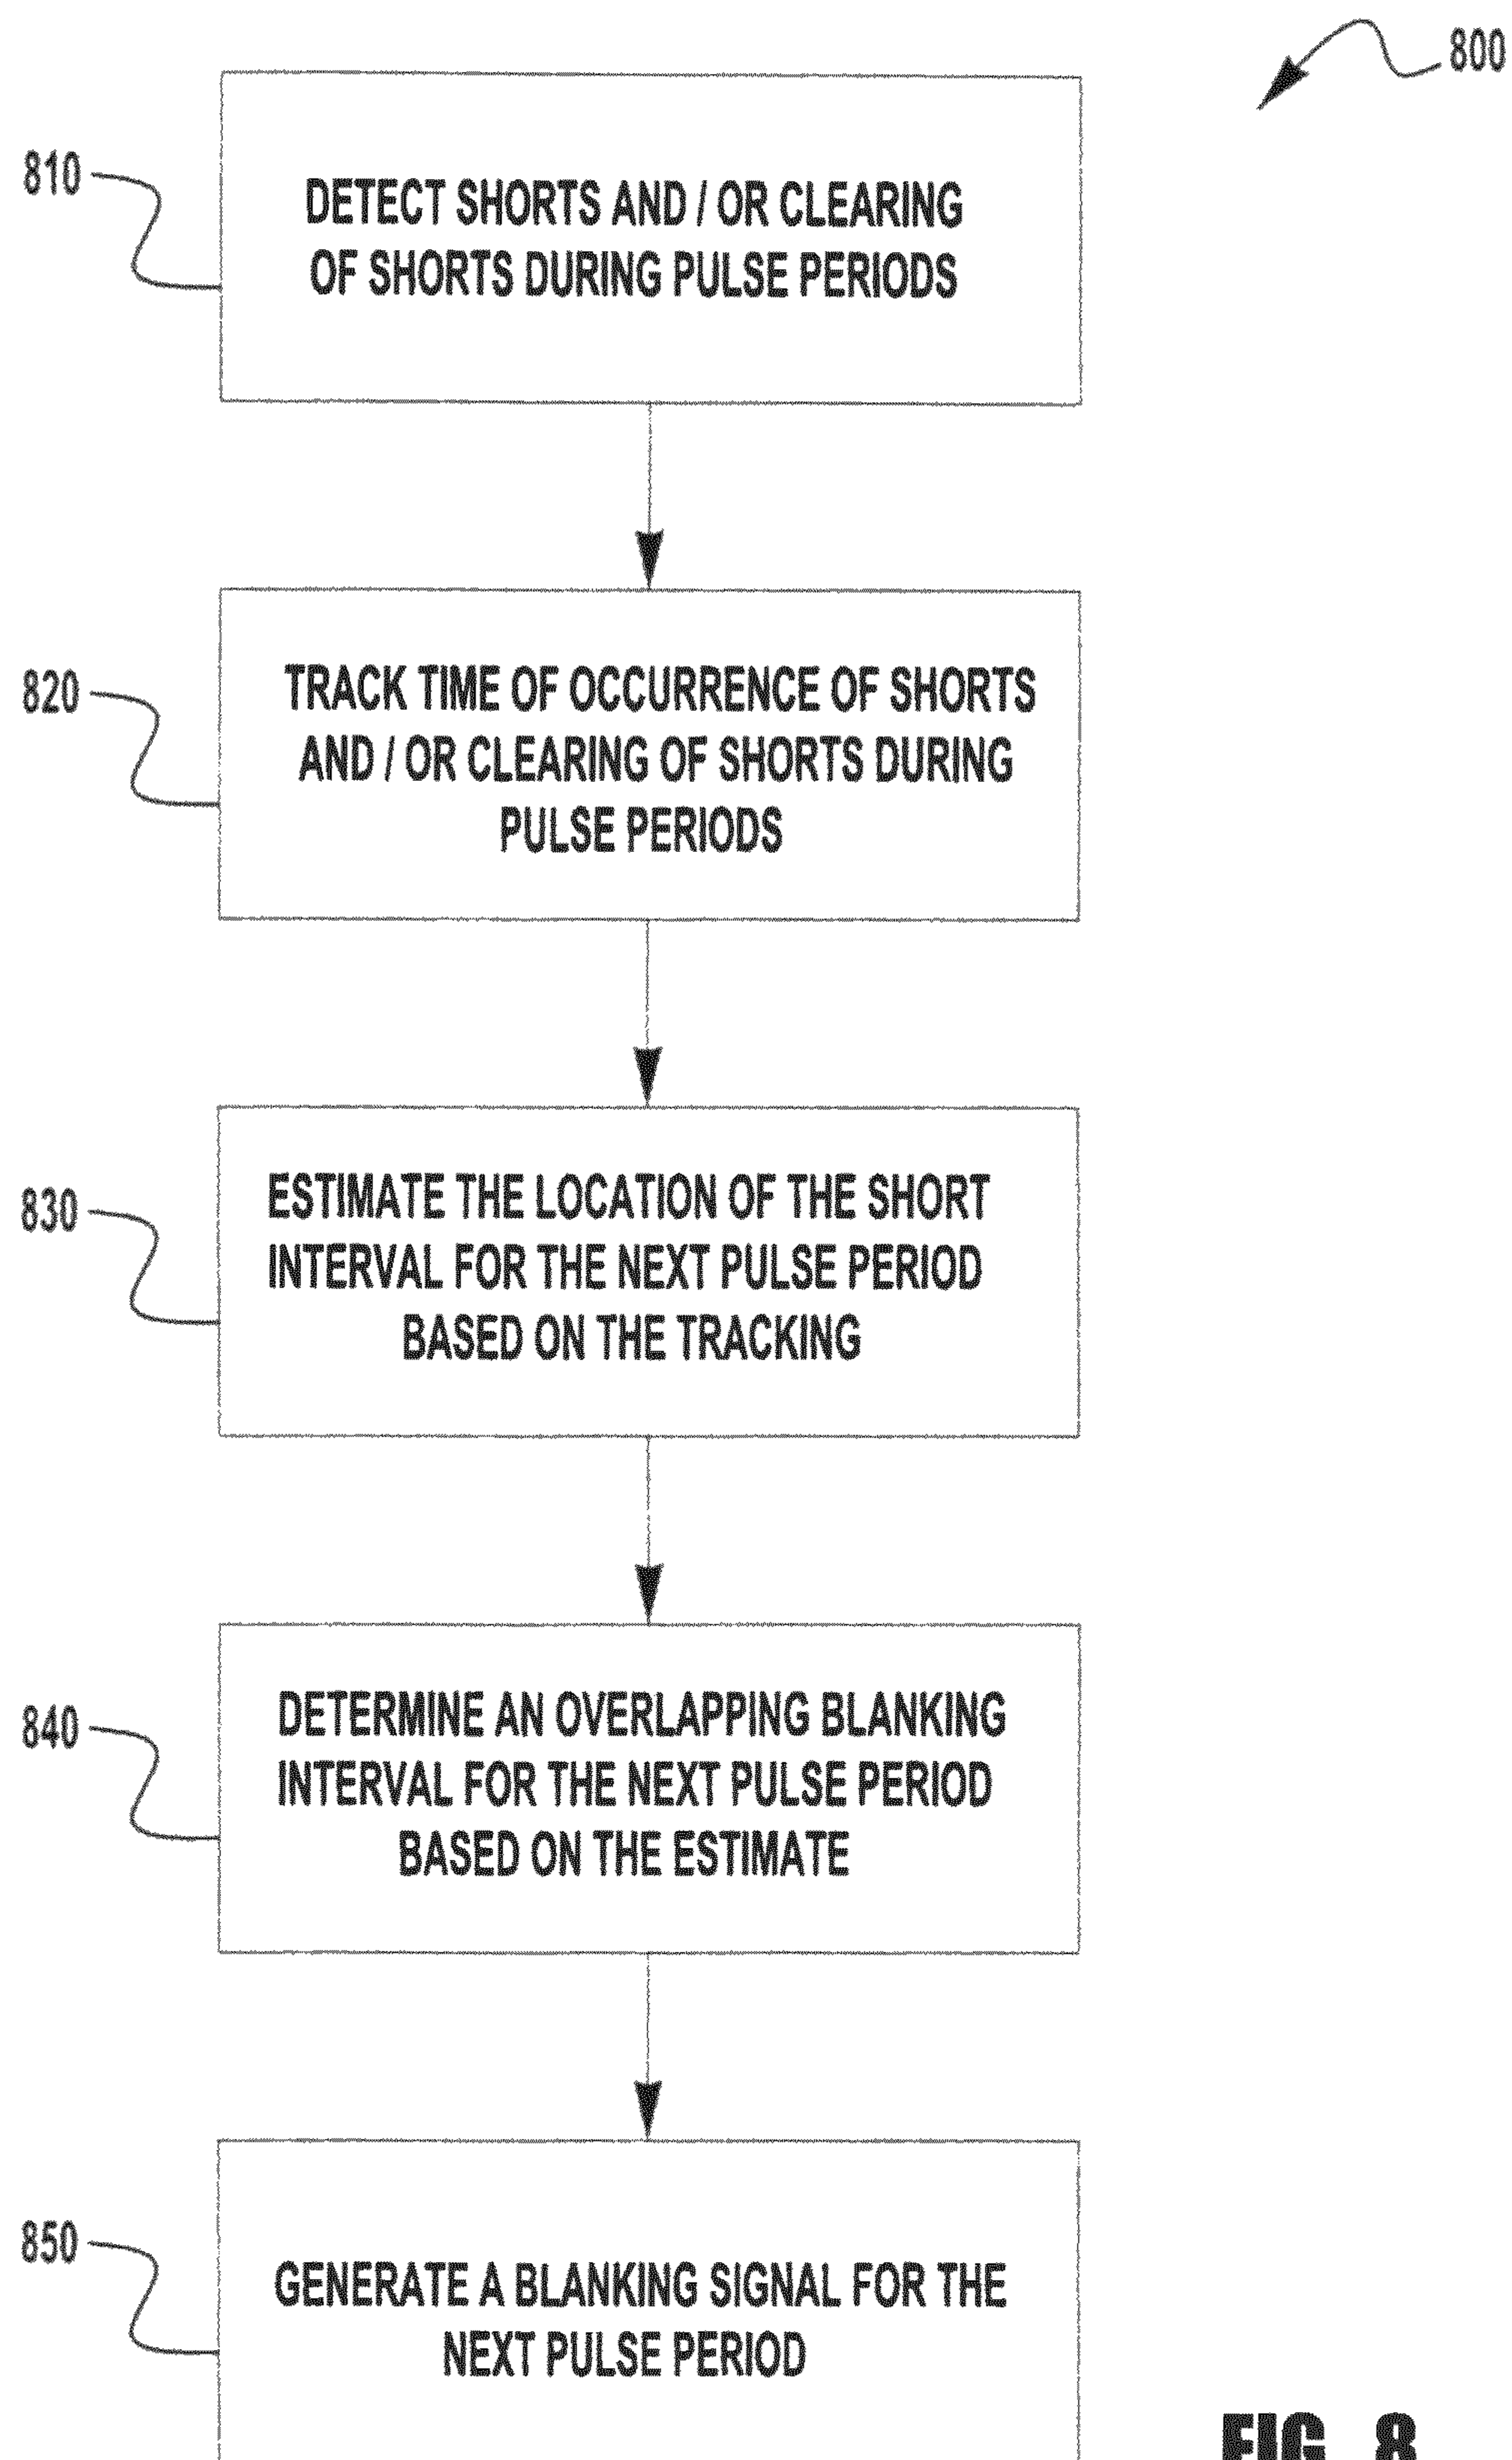 800
810
DETECT SHORTS AND / OR CLEARING
OF SHORTS DURING PULSE PERIODS
820
TRACK TIME OF OCCURRENCE OF SHORTS
AND / OR CLEARING OF SHORTS DURING
PULSE PERIODS
830
ESTIMATE THE LOCATION OF THE SHORT
INTERVAL FOR THE NEXT PULSE PERIOD
BASED ON THE TRACKING
840
DETERMINE AN OVERLAPPING BLANKING
INTERVAL FOR THE NEXT PULSE PERIOD
BASED ON THE ESTIMATE
850
GENERATE A BLANKING SIGNAL FOR THE
NEXT PULSE PERIOD
FIG. 8